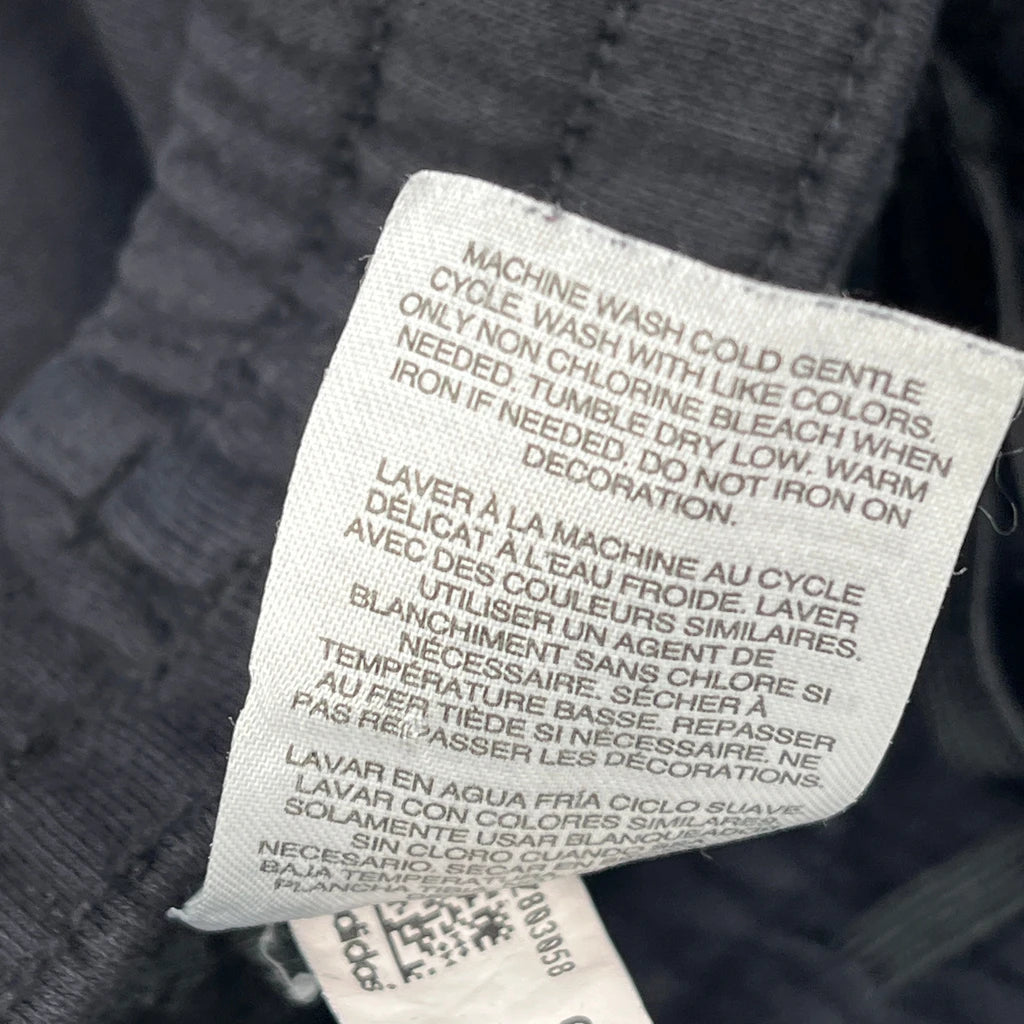 MACHINE WASH COLD GENTLE
CYCLE. WASH WITH LIKE COLORS.
ONLY NON CHLORINE BLEACH WHEN
NEEDED. TUMBLE DRY LOW. WARM
IRON IF NEEDED. DO NOT IRON ON
DECORATION.
LAVER À LA MACHINE AU CYCLE
DÉLICAT À L'EAU FROIDE. LAVER
AVEC DES COULEURS SIMILAIRES.
UTILISER UN AGENT DE
BLANCHIMENT SANS CHLORE SI
NÉCESSAIRE. SÉCHER À
TEMPÉRATURE BASSE. REPASSER
AU FER TIÈDE SI NÉCESSAIRE. NE
PAS REPASSER LES DÉCORATIONS.
LAVAR EN AGUA FRÍA CICLO SUAVE
LAVAR CON COLORES SIMILARES.
SOLAMENTE USAR
SIN CLORO
NECESARIO.
BAJA
PLANCHA
adidas